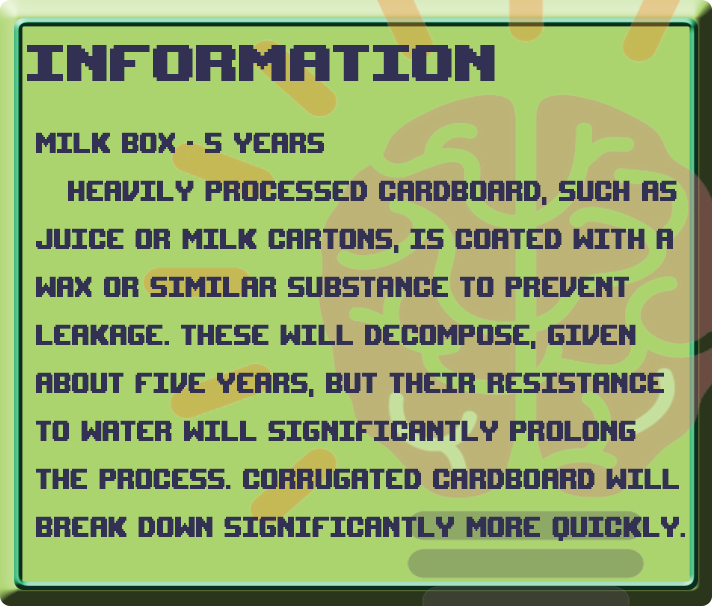 INFORMATION
MILK BOX - 5 YEARS
HEAVILY PROCESSED CARDBOARD, SUCH AS
JUICE OR MILK CARTONS, IS COATED WITH A
WAX OR SIMILAR SUBSTANCE TO PREVENT
LEAKAGE. THESE WILL DECOMPOSE, GIVEN
ABOUT FIVE YEARS, BUT THEIR RESISTANCE
TO WATER WILL SIGNIFICANTLY PROLONG
THE PROCESS. CORRUGATED CARDBOARD WILL
BREAK DOWN SIGNIFICANTLY MORE QUICKLY.